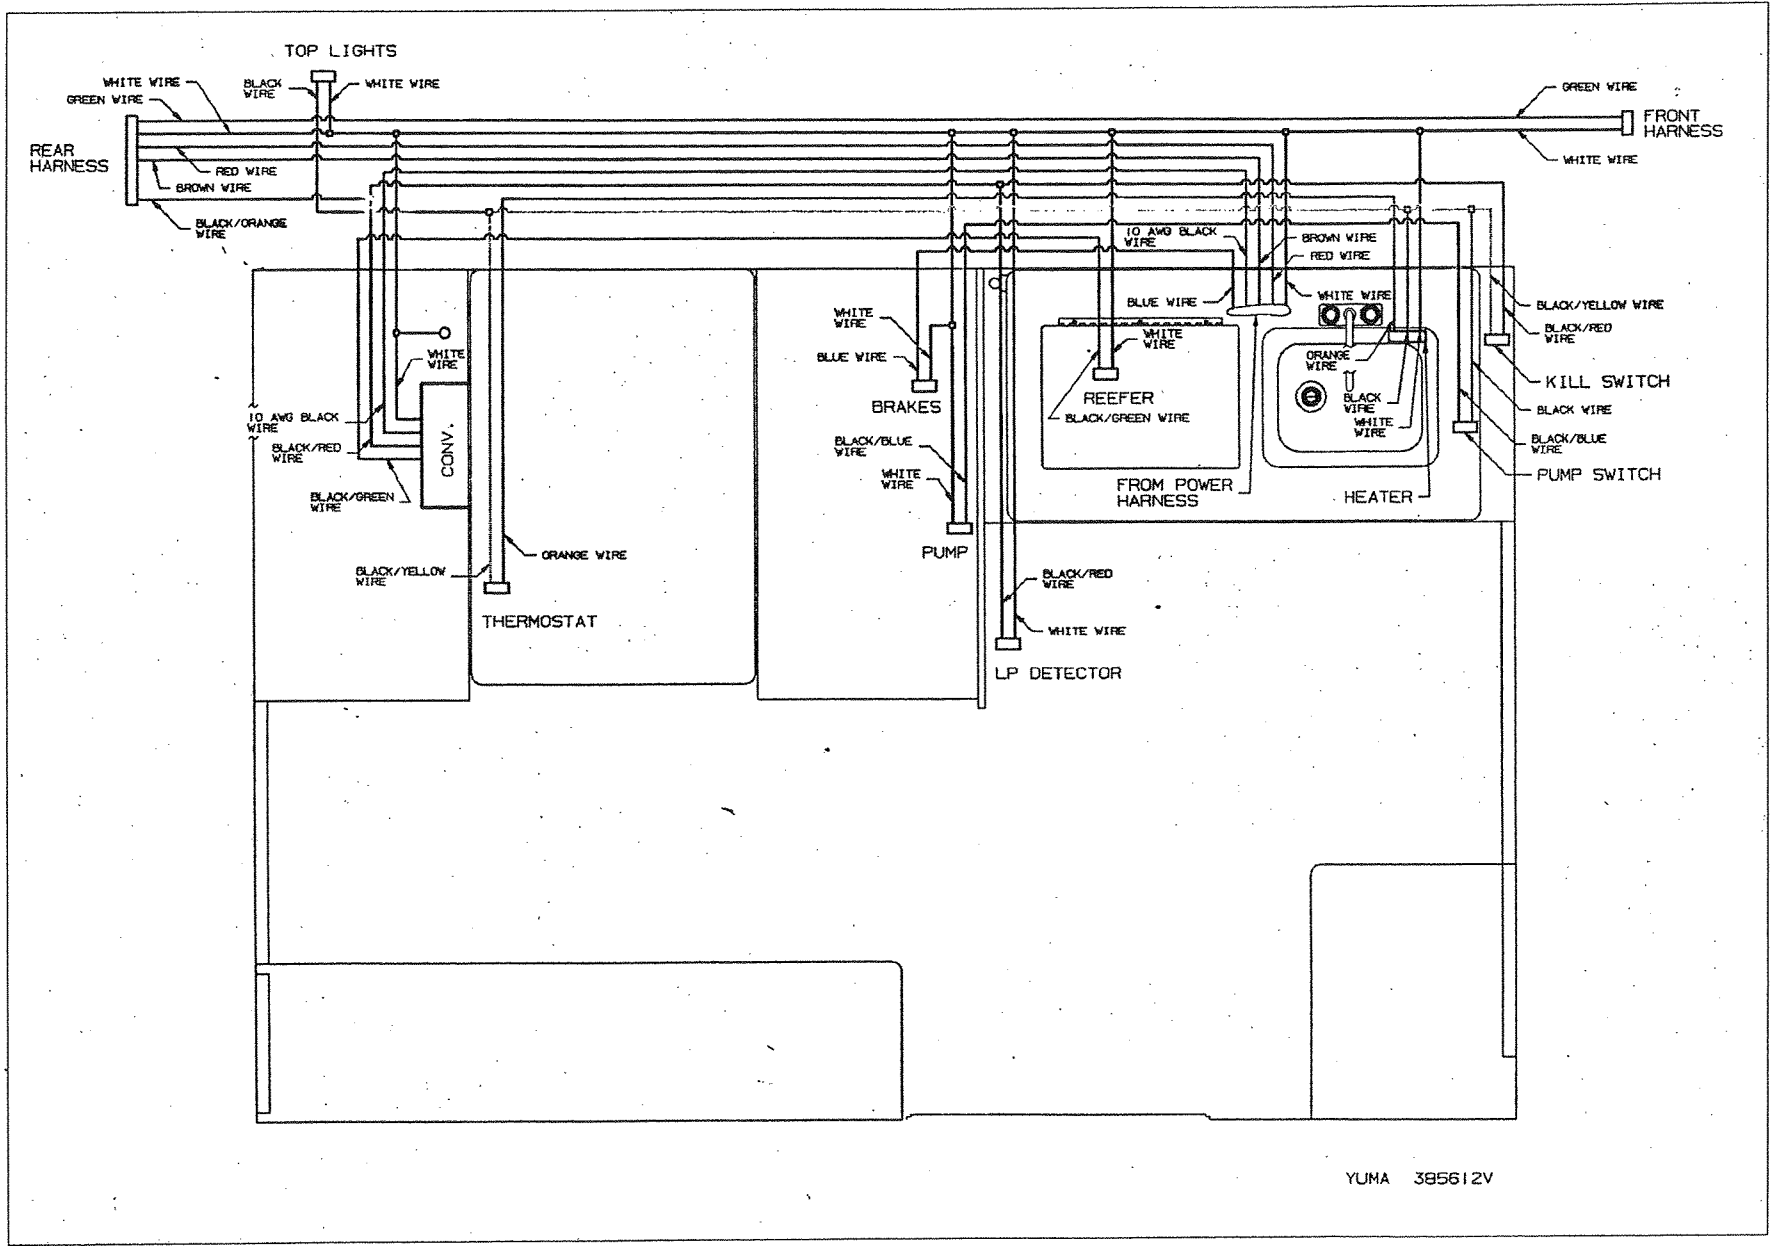 TOP LIGHTS
WHITE WIRE
BLACK
WIRE
WHITE WIRE
GREEN WIRE
GREEN WIRE
FRONT
HARNESS
REAR
HARNESS
RED WIRE
BROWN WIRE
WHITE WIRE
BLACK/ORANGE
WIRE
10 AWG BLACK
WIRE
BROWN WIRE
RED WIRE
BLUE WIRE
WHITE WIRE
BLACK/YELLOW WIRE
WHITE
WIRE
BLACK/RED
WIRE
WHITE
WIRE
WHITE
WIRE
BLUE WIRE
ORANGE
WIRE
KILL SWITCH
REEFER
BRAKES
BLACK
WIRE
BLACK WIRE
10 AWG BLACK
WIRE
BLACK/GREEN WIRE
WHITE
WIRE
CONV.
BLACK/RED
WIRE
BLACK/BLUE
WIRE
BLACK/BLUE
WIRE
WHITE
WIRE
PUMP SWITCH
FROM POWER
HARNESS
HEATER
BLACK/GREEN
WIRE
PUMP
ORANGE WIRE
BLACK/YELLOW
WIRE
BLACK/RED
WIRE
THERMOSTAT
WHITE WIRE
LP DETECTOR
YUMA 385612V